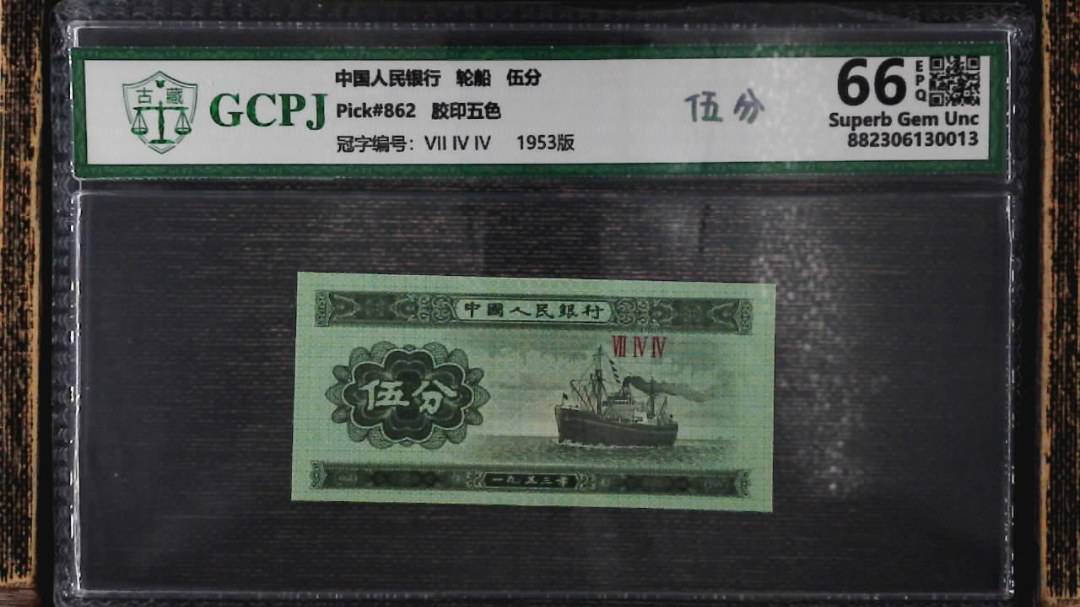 古藏
GCPJ
中国人民银行 轮船 伍分
Pick#862 胶印五色
冠字编号：VII IV IV 1953版
伍分
66 EPQ
Superb Gem Unc
882306130013
中國人民銀行
VII IV IV
伍分
一九五三年